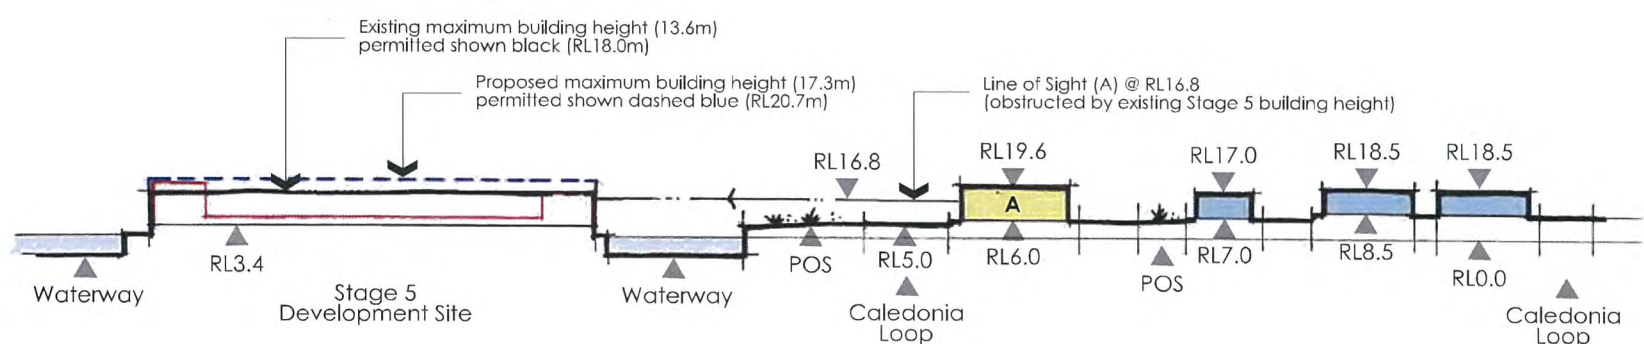 Existing maximum building height (13.6m)
permitted shown black (RL18.0m)
Proposed maximum building height (17.3m)
permitted shown dashed blue (RL20.7m)
Line of Sight (A) @ RL16.8
(obstructed by existing Stage 5 building height)
RL16.8
RL19.6
RL17.0
RL18.5
RL18.5
A
RL3.4
POS
RL5.0
RL6.0
POS
RL7.0
RL8.5
RL0.0
Waterway
Stage 5
Development Site
Waterway
Caledonia
Loop
Caledonia
Loop